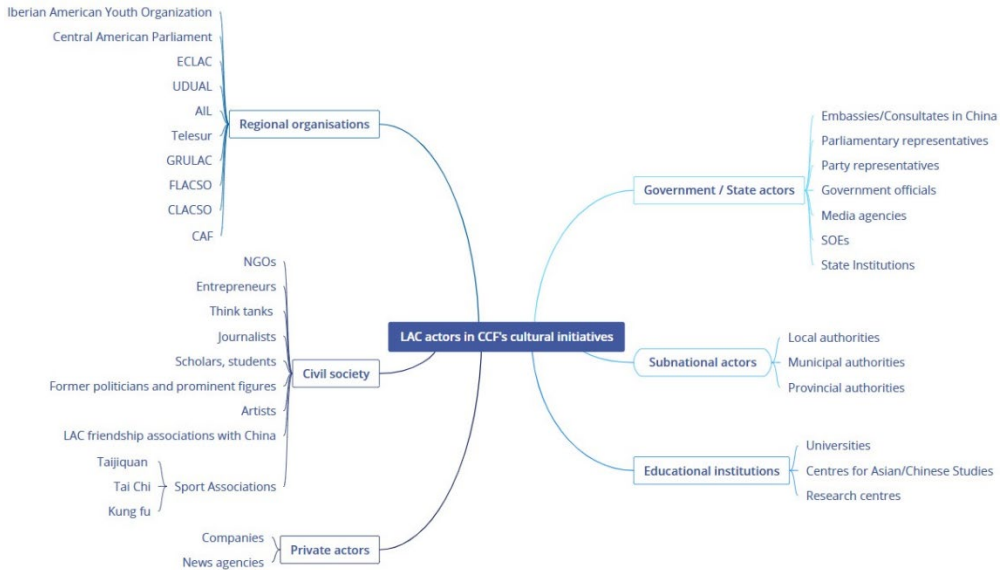 LAC actors in CCF's cultural initiatives
Regional organisations
Iberian American Youth Organization
Central American Parliament
ECLAC
UDUAL
AIL
Telesur
GRULAC
FLACSO
CLACSO
CAF
Civil society
NGOs
Entrepreneurs
Think tanks
Journalists
Scholars, students
Former politicians and prominent figures
Artists
LAC friendship associations with China
Sport Associations
Taijiquan
Tai Chi
Kung fu
Private actors
Companies
News agencies
Government / State actors
Embassies/Consultates in China
Parliamentary representatives
Party representatives
Government officials
Media agencies
SOEs
State Institutions
Subnational actors
Local authorities
Municipal authorities
Provincial authorities
Educational institutions
Universities
Centres for Asian/Chinese Studies
Research centres